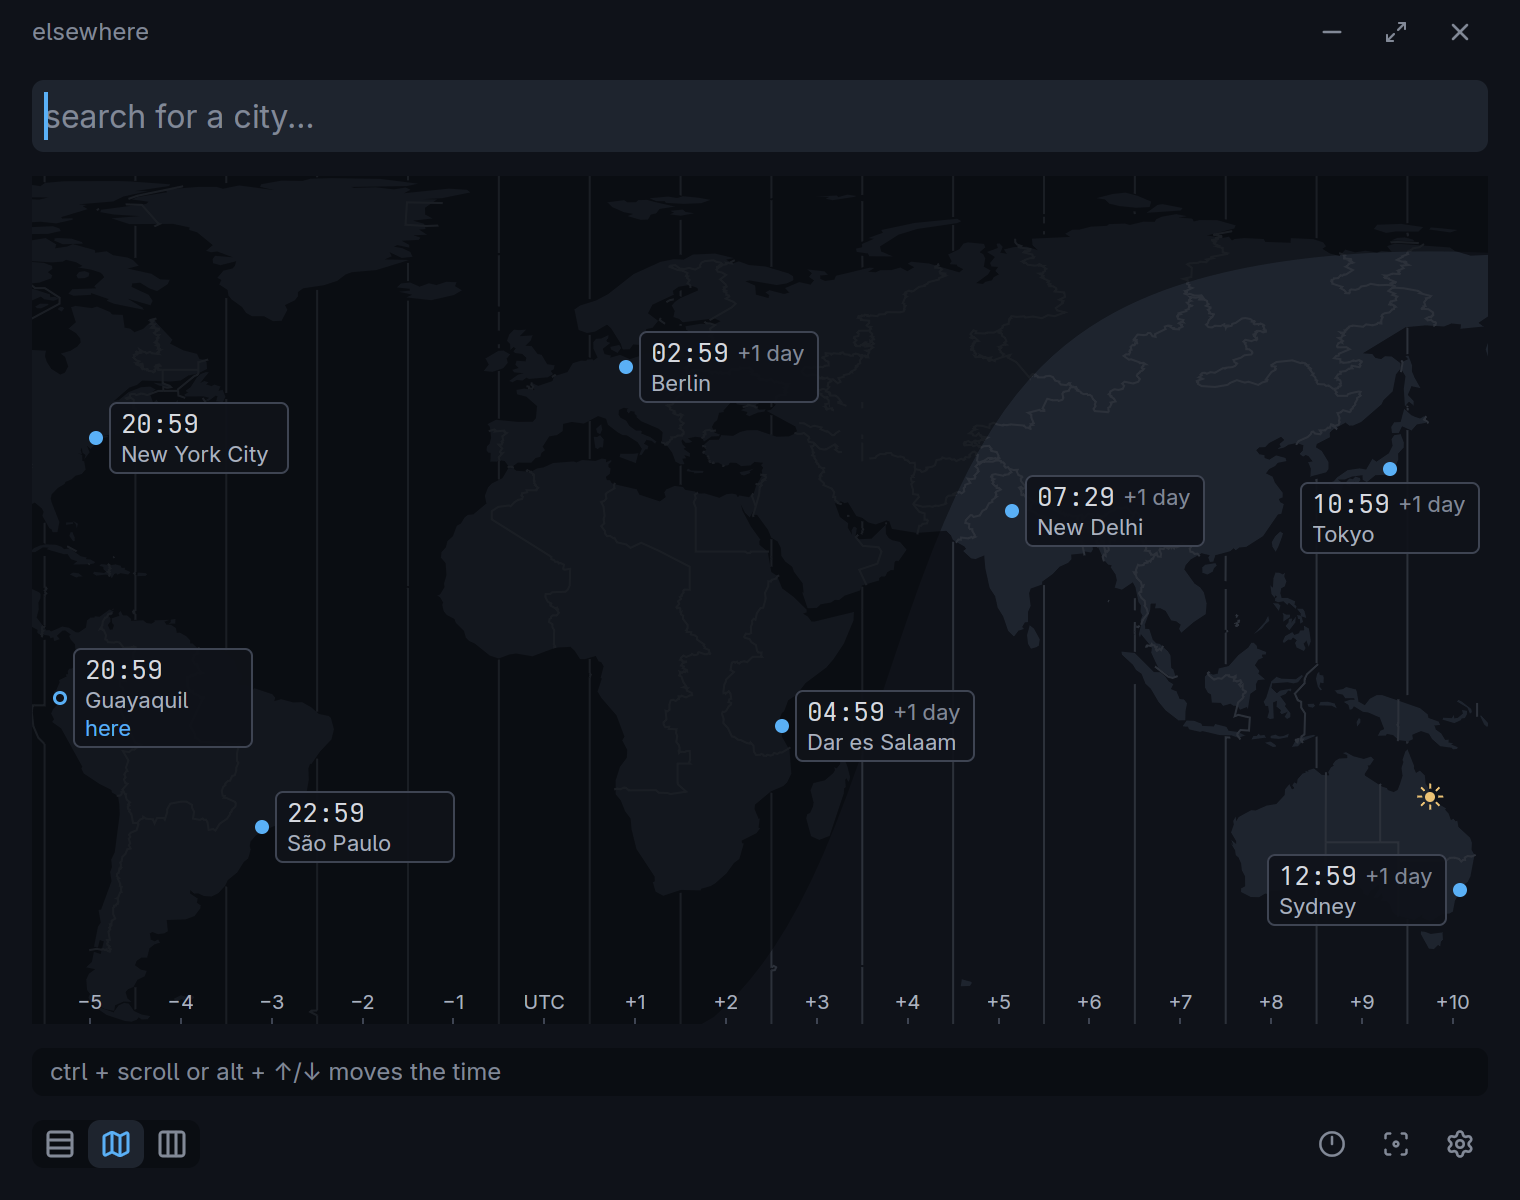 elsewhere
search for a city...
02:59 +1 day
Berlin
20:59
New York City
07:29 +1 day
New Delhi
10:59 +1 day
Tokyo
20:59
Guayaquil
here
04:59 +1 day
Dar es Salaam
22:59
São Paulo
12:59 +1 day
Sydney
−5 −4 −3 −2 −1 UTC +1 +2 +3 +4 +5 +6 +7 +8 +9 +10
ctrl + scroll or alt + ↑/↓ moves the time